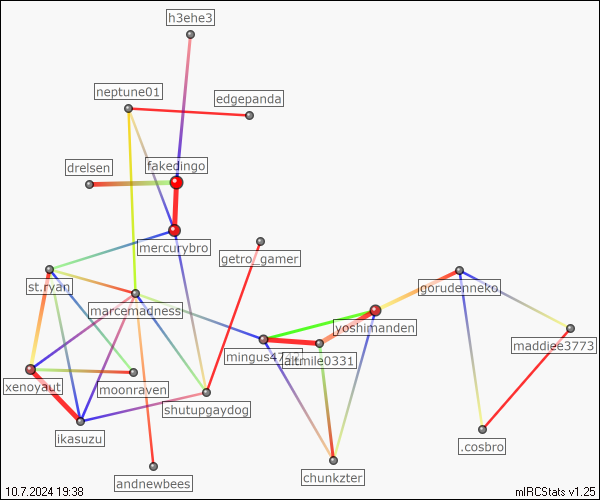 h3ehe3
neptune01
edgepanda
drelsen
fakedingo
mercurybro
getro_gamer
st.ryan
gorudenneko
marcemadness
yoshimanden
maddiee3773
altmile0331
xenoyaut
moonraven
shutupgaydog
ikasuzu
.cosbro
andnewbees
chunkzter
10.7.2024 19:38
mIRCStats v1.25